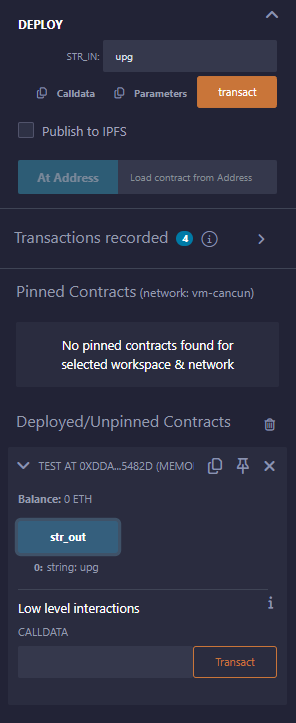 DEPLOY
STR_IN: upg
Calldata Parameters transact
Publish to IPFS
At Address Load contract from Address
Transactions recorded 4 i
Pinned Contracts (network: vm-cancun)
No pinned contracts found for
selected workspace & network
Deployed/Unpinned Contracts
TEST AT 0XDDA...5482D (MEMO
Balance: 0 ETH
str_out
0: string: upg
Low level interactions i
CALLDATA
Transact